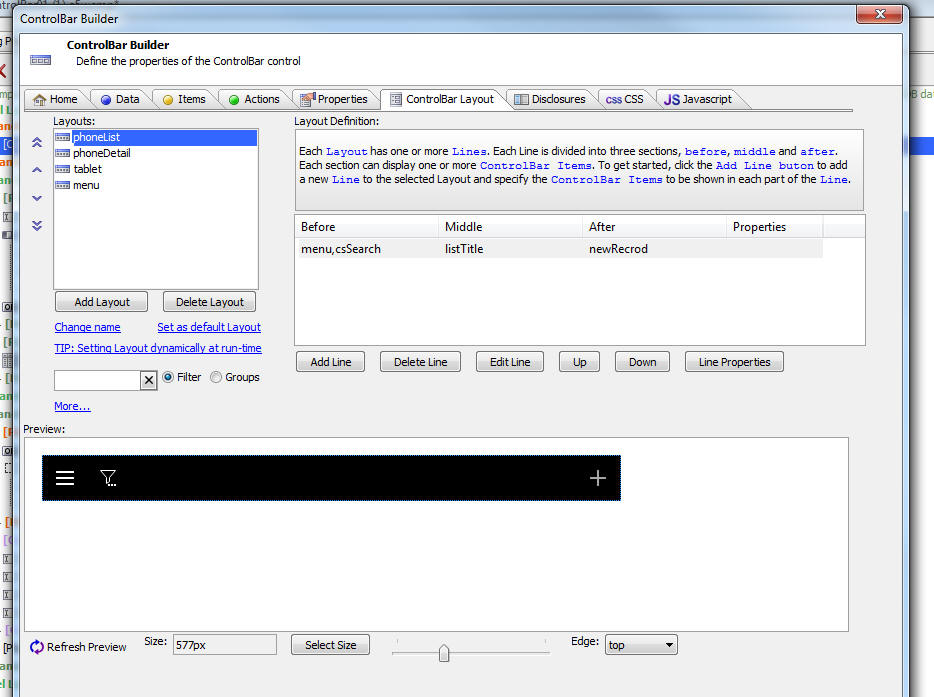 ControlBar Builder
ControlBar Builder
Define the properties of the ControlBar control
Home Data Items Actions Properties ControlBar Layout Disclosures CSS CSS JS Javascript
Layouts:
phoneList
phoneDetail
tablet
menu
Add Layout Delete Layout
Change name Set as default Layout
TIP: Setting Layout dynamically at run-time
Filter Groups
More...
Layout Definition:
Each Layout has one or more Lines. Each Line is divided into three sections, before, middle and after.
Each section can display one or more ControlBar Items. To get started, click the Add Line buton to add
a new Line to the selected Layout and specify the ControlBar Items to be shown in each part of the Line.
Before Middle After Properties
menu,csSearch listTitle newRecrod
Add Line Delete Line Edit Line Up Down Line Properties
Preview:
Refresh Preview Size: 577px Select Size Edge: top